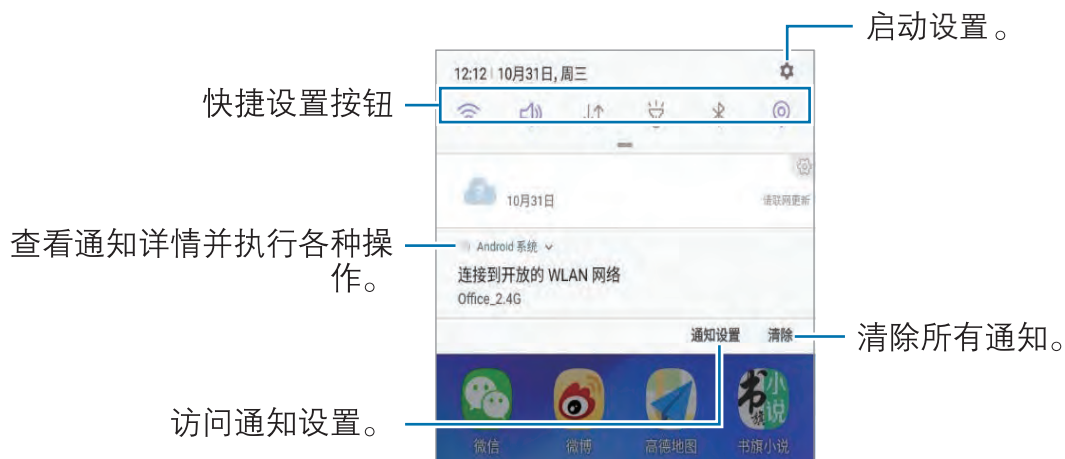 启动设置。
12:12 | 10月31日, 周三
快捷设置按钮
10月31日
请联网更新
查看通知详情并执行各种操
作。
Android 系统
连接到开放的 WLAN 网络
Office_2.4G
通知设置 清除
清除所有通知。
访问通知设置。
微信 微博 高德地图 书旗小说
书旗小说